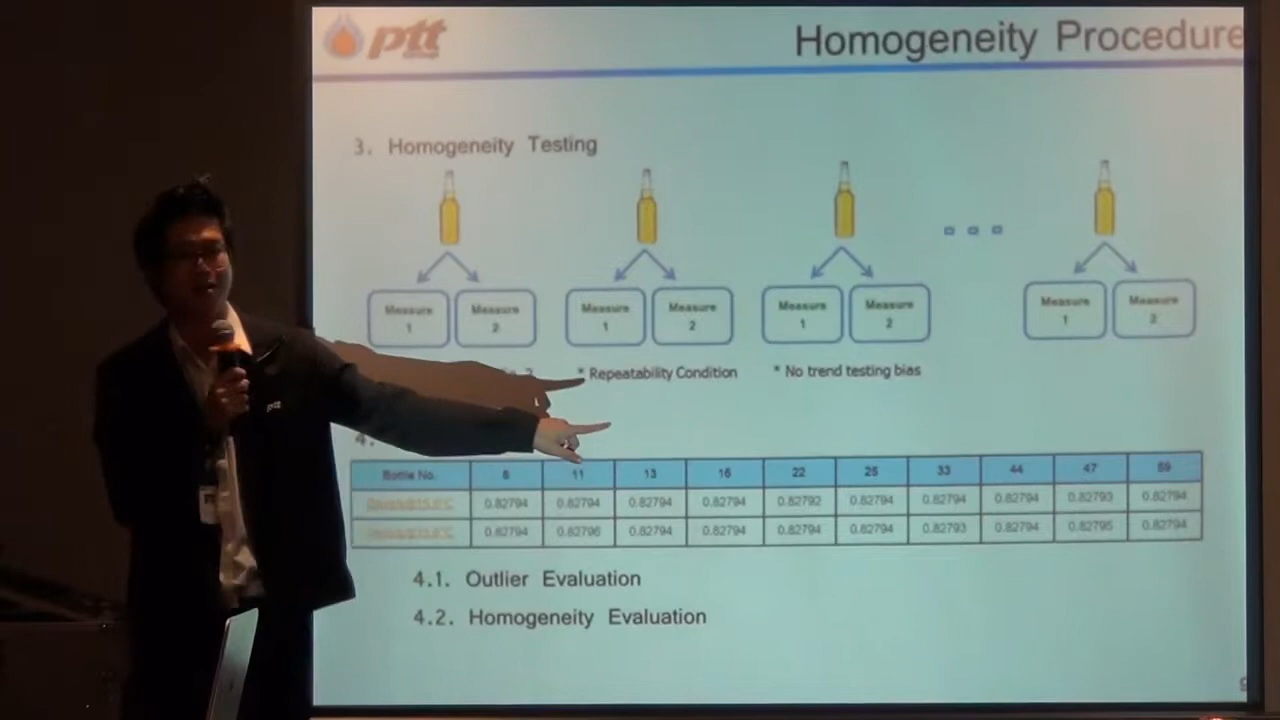 ptt
Homogeneity Procedure
3. Homogeneity Testing
Measure 1 Measure 2 Measure 1 Measure 2 Measure 1 Measure 2 Measure 1 Measure 2
* Repeatability Condition * No trend testing bias
4.
Bottle No. 6 11 13 16 22 25 33 44 47 59
0.82794 0.82794 0.82794 0.82794 0.82792 0.82794 0.82794 0.82794 0.82793 0.82794
0.82794 0.82796 0.82794 0.82794 0.82794 0.82794 0.82793 0.82794 0.82795 0.82794
4.1. Outlier Evaluation
4.2. Homogeneity Evaluation
ptt